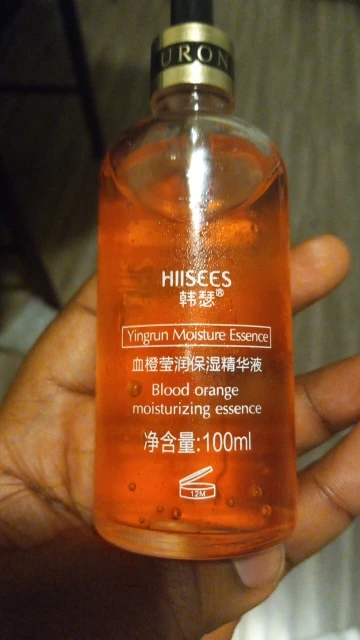 URON
HIISEES
韩瑟®
Yingrun Moisture Essence
血橙莹润保湿精华液
Blood orange
moisturizing essence
净含量:100ml
12M